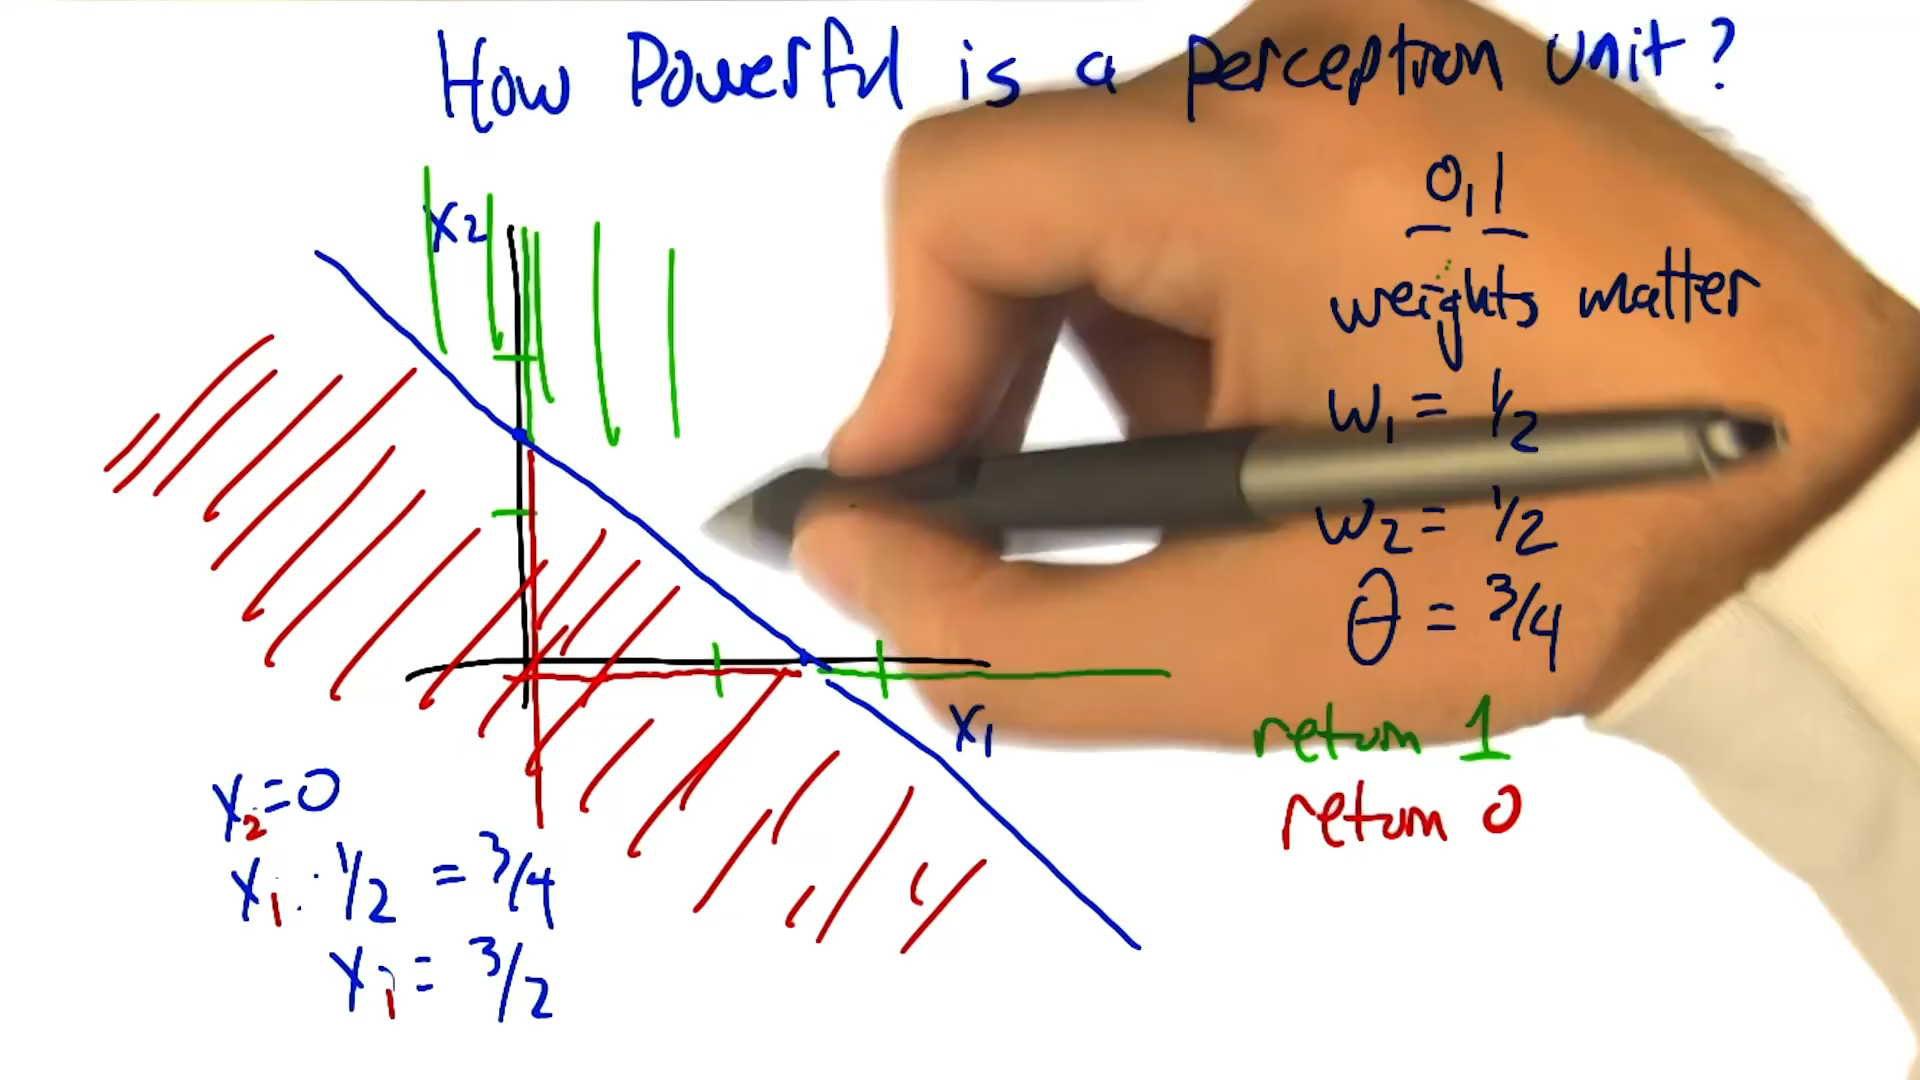 How Powerful is a perceptron unit?
0, 1
weights matter
w1 = 1/2
w2 = 1/2
θ = 3/4
return 1
return 0
x2
x1
x2=0
x1 · 1/2 = 3/4
x1 = 3/2